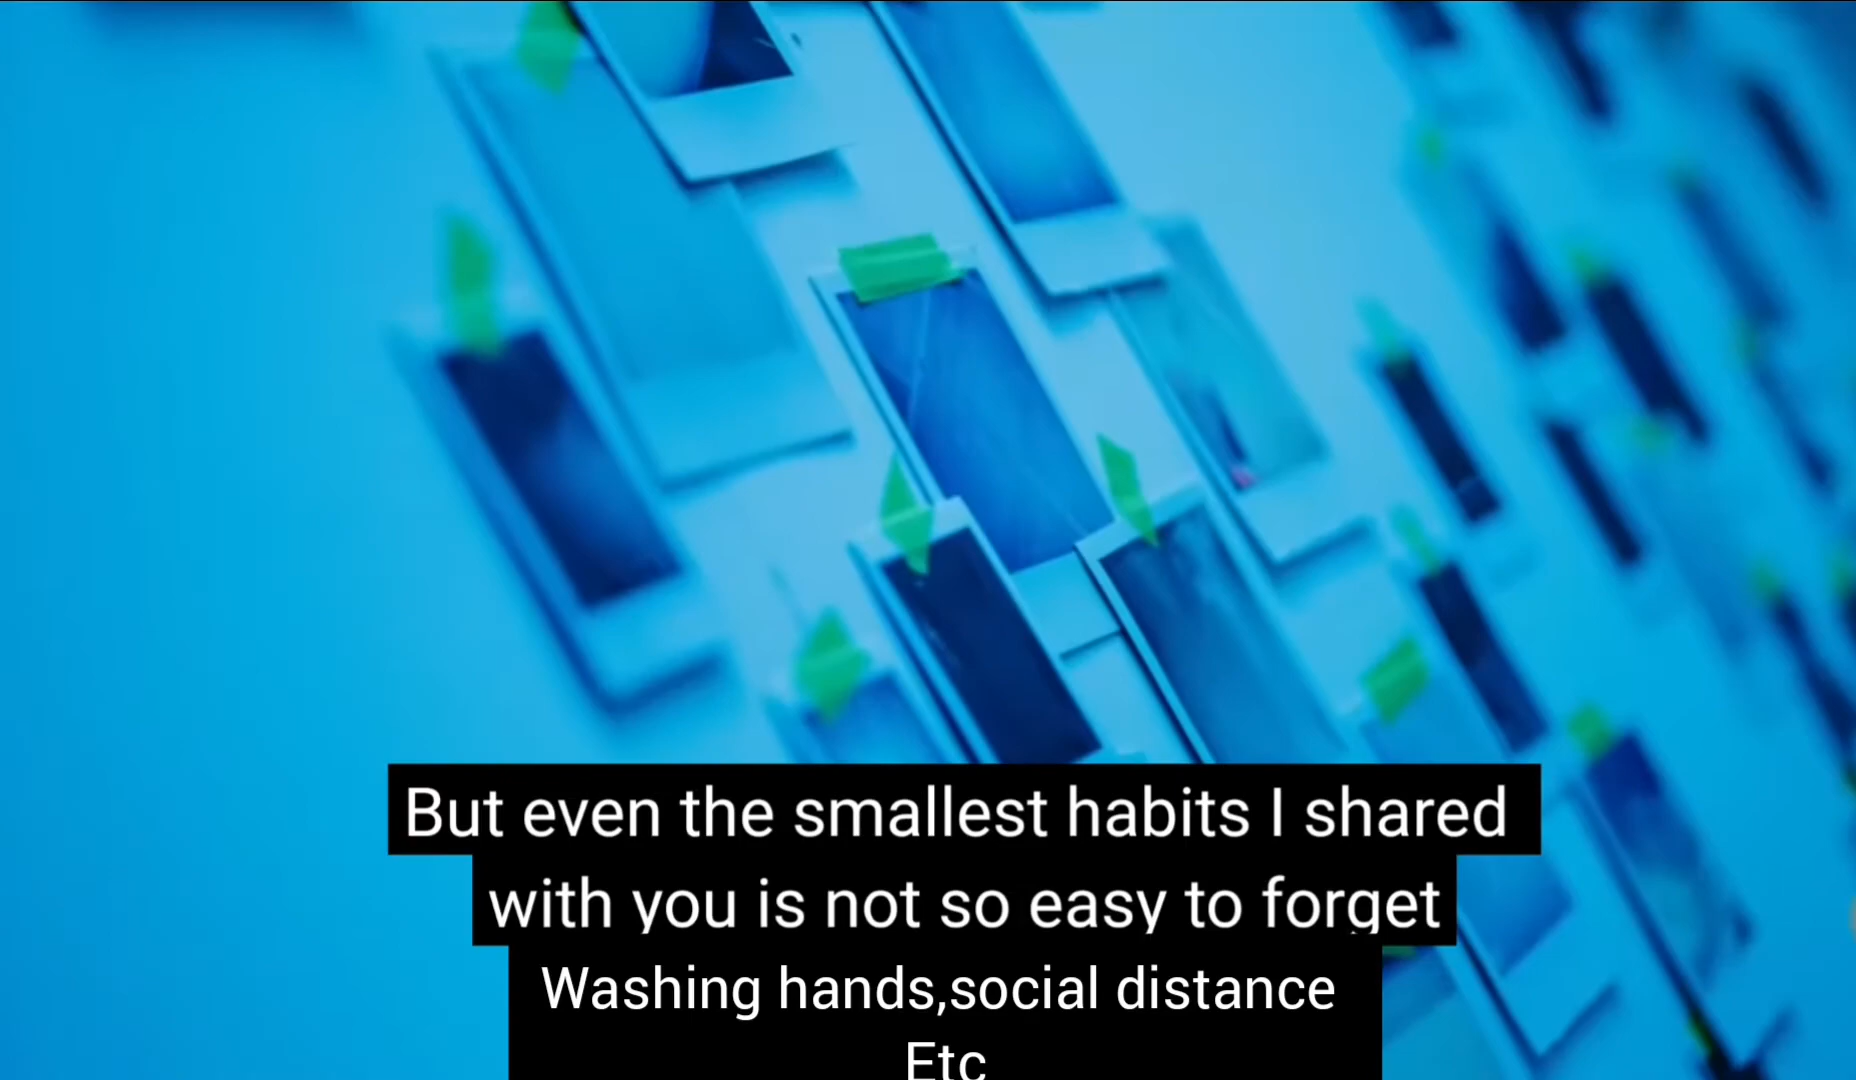 But even the smallest habits I shared
with you is not so easy to forget
Washing hands,social distance
Etc